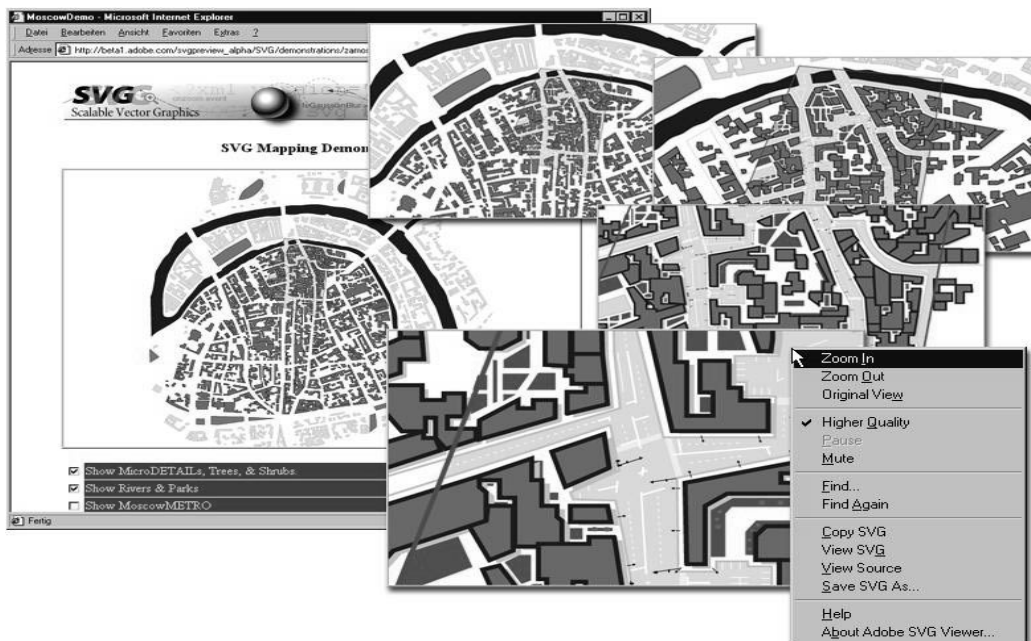 MoscowDemo - Microsoft Internet Explorer
Datei Bearbeiten Ansicht Favoriten Extras ?
Adresse http://beta1.adobe.com/svgpreview_alpha/SVG/demonstrations/zamos
SVG
Scalable Vector Graphics
<?xml
SVG Mapping Demon
Show MicroDETAILs, Trees, & Shrubs
Show Rivers & Parks
Show MoscowMETRO
Fertig
Zoom In
Zoom Out
Original View
Higher Quality
Pause
Mute
Find...
Find Again
Copy SVG
View SVG
View Source
Save SVG As...
Help
About Adobe SVG Viewer...